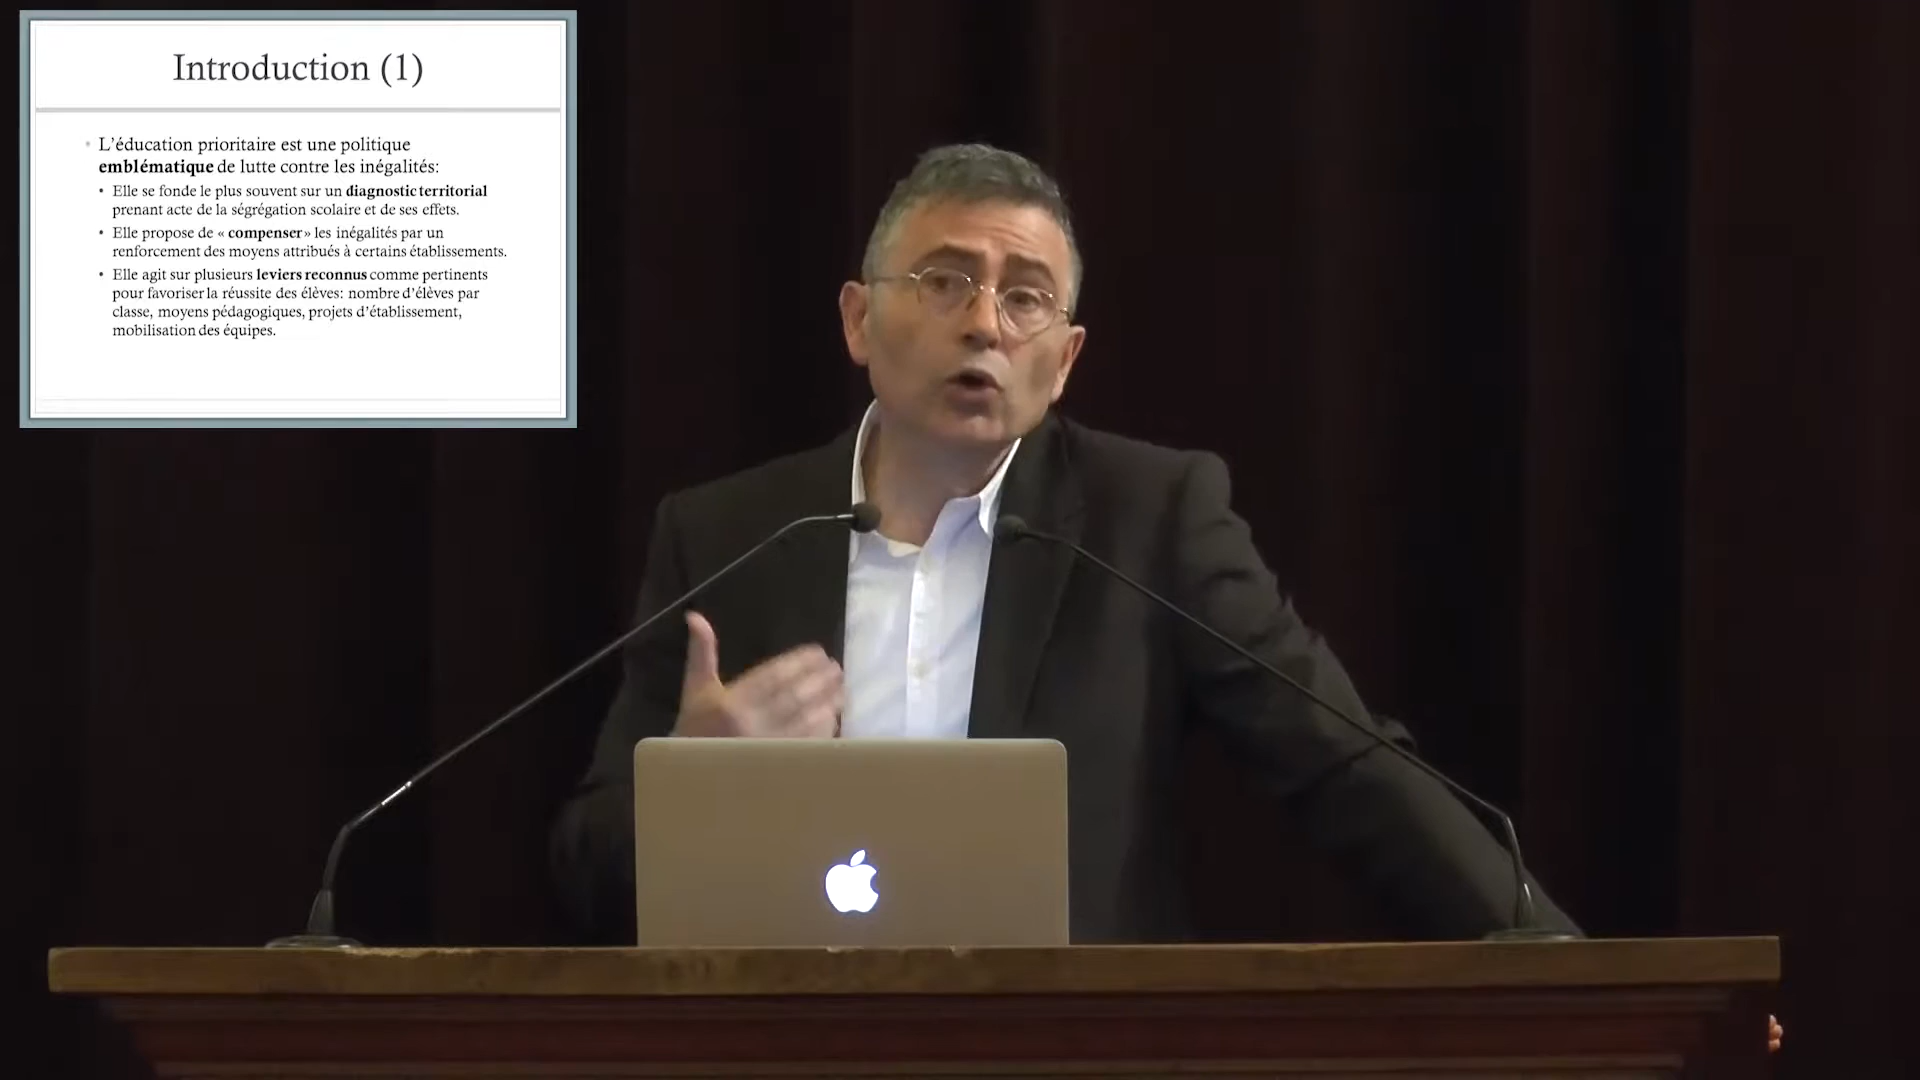 Introduction (1)
L'éducation prioritaire est une politique
emblématique de lutte contre les inégalités:
Elle se fonde le plus souvent sur un diagnostic territorial
prenant acte de la ségrégation scolaire et de ses effets.
Elle propose de « compenser » les inégalités par un
renforcement des moyens attribués à certains établissements.
Elle agit sur plusieurs leviers reconnus comme pertinents
pour favoriser la réussite des élèves: nombre d'élèves par
classe, moyens pédagogiques, projets d'établissement,
mobilisation des équipes.